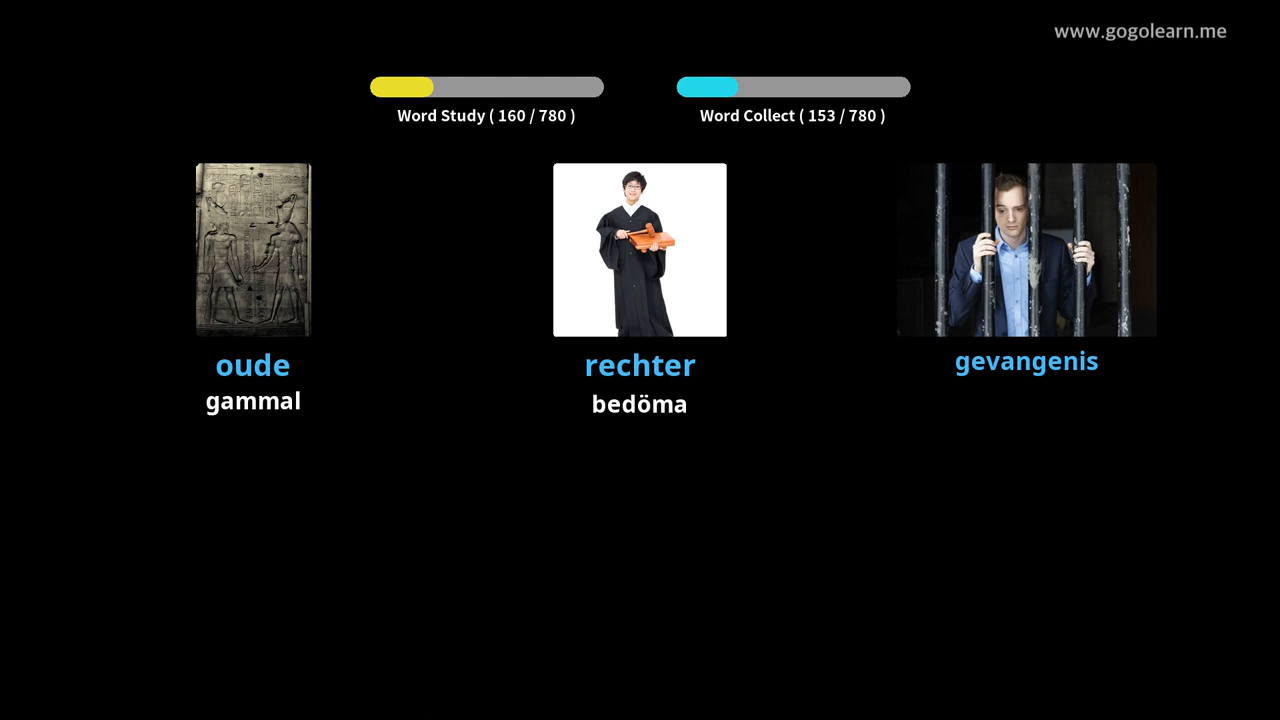 www.gogolearn.me
Word Study ( 160 / 780 )
Word Collect ( 153 / 780 )
oude
gammal
rechter
bedöma
gevangenis